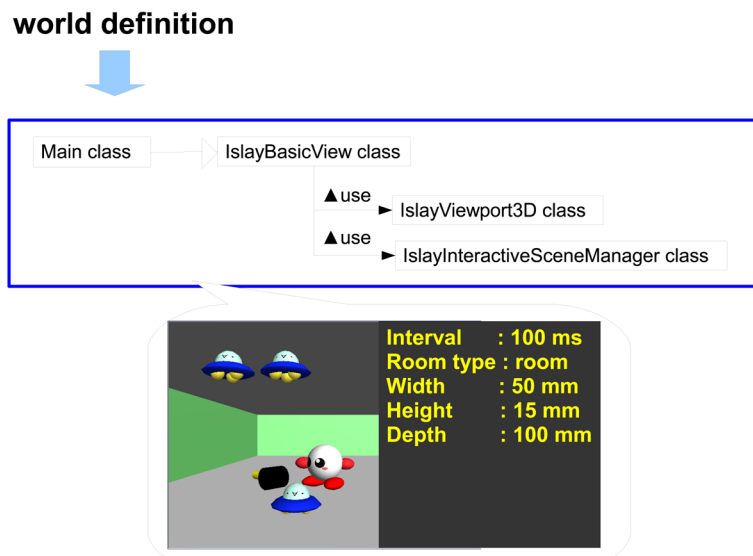 world definition
Main class
IslayBasicView class
▲use
IslayViewport3D class
▲use
IslayInteractiveSceneManager class
Interval : 100 ms
Room type : room
Width : 50 mm
Height : 15 mm
Depth : 100 mm